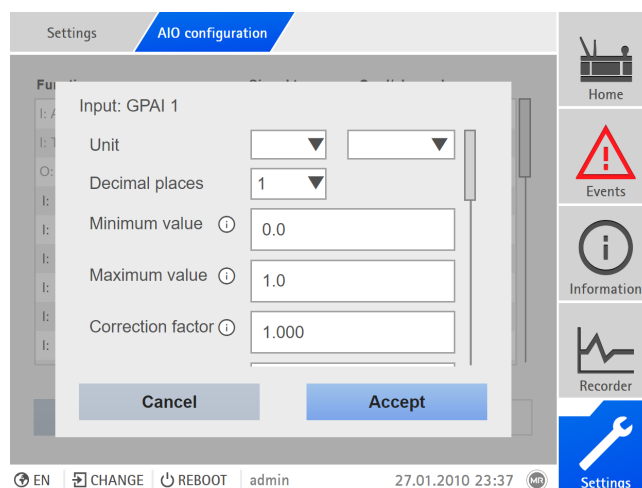 Settings
AIO configuration
Home
Input: GPAI 1
Unit
Decimal places 1
Events
Minimum value 0.0
Maximum value 1.0
Information
Correction factor 1.000
Recorder
Cancel Accept
EN CHANGE REBOOT admin 27.01.2010 23:37 MR
Settings